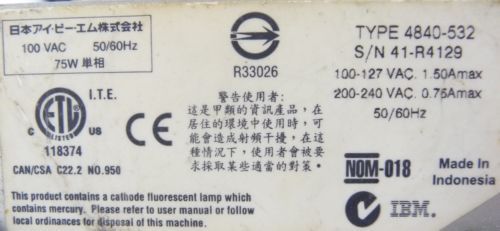 日本アイ・ビー・エム株式会社
100 VAC 50/60Hz
75W 単相
R33026
TYPE 4840-532
S/N 41-R4129
100-127 VAC. 1.50Amax
200-240 VAC. 0.75Amax
50/60Hz
I.T.E.
ETL
LISTED
C US
118374
CE
CAN/CSA C22.2 NO.950
警告使用者:
這是甲類的資訊產品，在
居住的環境中使用時，可
能會造成射頻干擾，在這
種情況下，使用者會被要
求採取某些適當的對策。
NOM-018
Made In
Indonesia
IBM.
This product contains a cathode fluorescent lamp which
contains mercury. Please refer to user manual or follow
local ordinances for disposal of this machine.